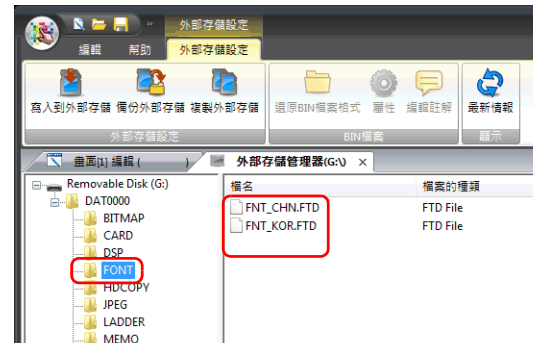 外部存儲設定
編輯 幫助 外部存儲設定
寫入到外部存儲 備份外部存儲 複製外部存儲 還原BIN檔案格式 屬性 編輯註解 最新情報
外部存儲設定 BIN檔案 顯示
畫面[1] 編輯 ( ) 外部存儲管理器(G:\) ×
Removable Disk (G:) 檔名 檔案的種類
DAT0000 FNT_CHN.FTD FTD File
BITMAP FNT_KOR.FTD FTD File
CARD
DSP
FONT
HDCOPY
JPEG
LADDER
MEMO